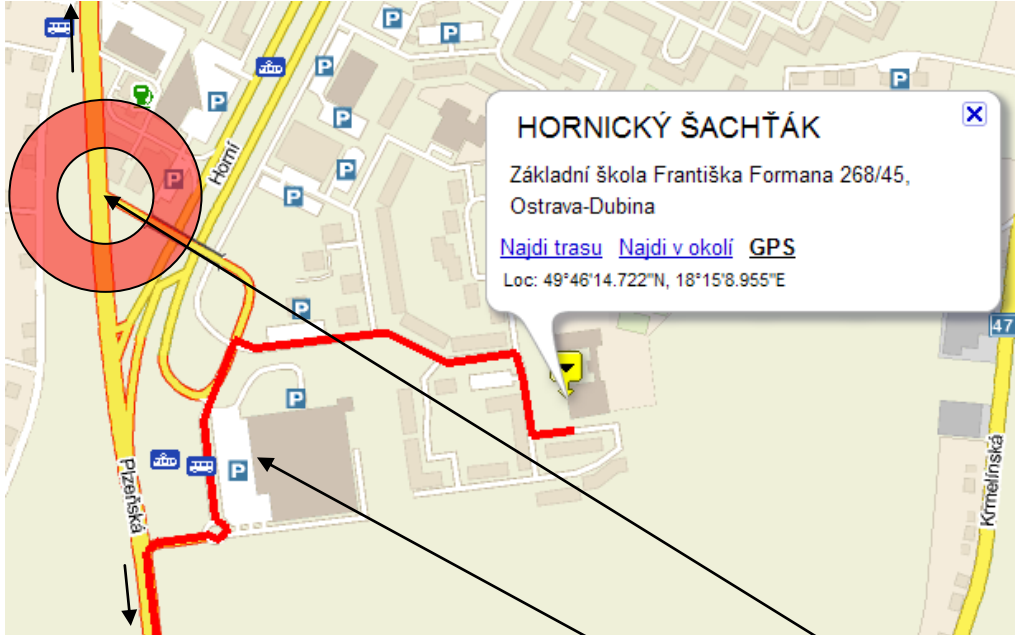 P
P
P
P
P
P
P
P
P
Horní
HORNICKÝ ŠACHŤÁK
Základní škola Františka Formana 268/45,
Ostrava-Dubina
Najdi trasu Najdi v okolí GPS
Loc: 49°46'14.722"N, 18°15'8.955"E
P
47
P
P
Plzeňská
Krmelínská